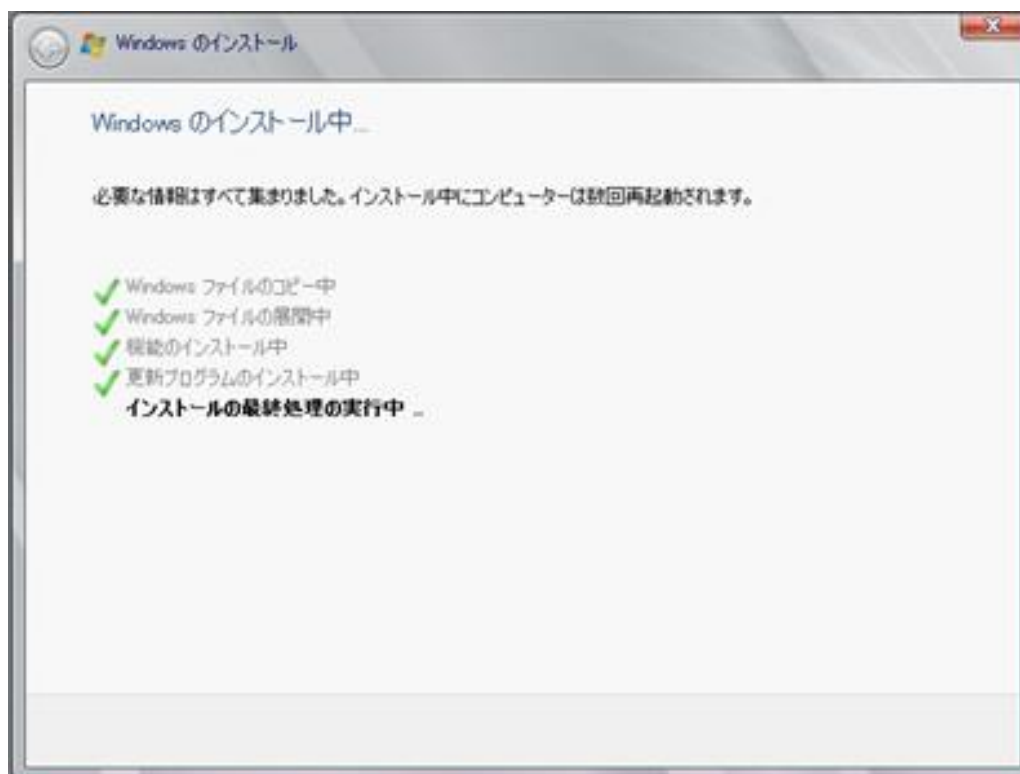 Windows のインストール
Windows のインストール中...
必要な情報はすべて集まりました。インストール中にコンピューターは数回再起動されます。
Windows ファイルのコピー中
Windows ファイルの展開中
機能のインストール中
更新プログラムのインストール中
インストールの最終処理の実行中 ...